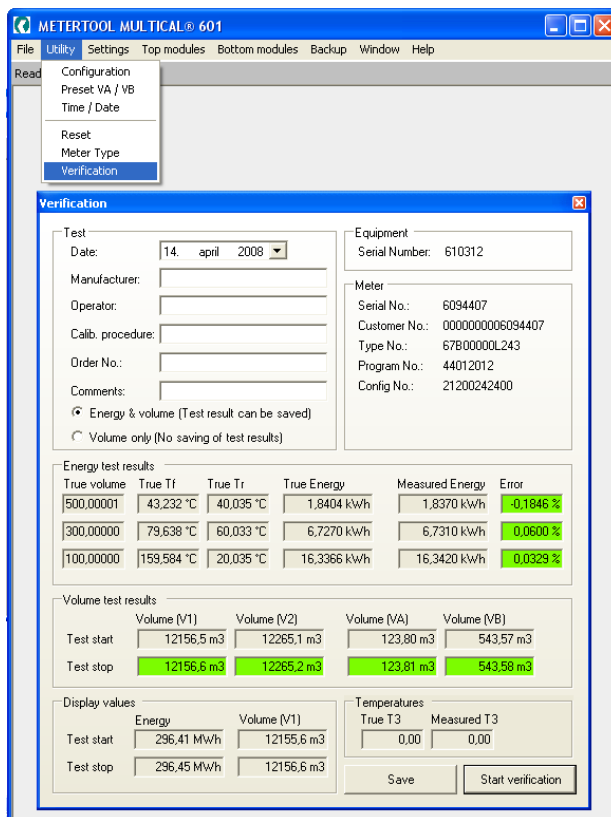 METERTOOL MULTICAL® 601
File Utility Settings Top modules Bottom modules Backup Window Help
Read
Configuration
Preset VA / VB
Time / Date
Reset
Meter Type
Verification
Verification
Test
Date: 14. april 2008
Manufacturer:
Operator:
Calib. procedure:
Order No.:
Comments:
Energy & volume (Test result can be saved)
Volume only (No saving of test results)
Equipment
Serial Number: 610312
Meter
Serial No.: 6094407
Customer No.: 0000000006094407
Type No.: 67B00000L243
Program No.: 44012012
Config No.: 21200242400
Energy test results
True volume True Tf True Tr True Energy Measured Energy Error
500,00001 43,232 °C 40,035 °C 1,8404 kWh 1,8370 kWh -0,1846 %
300,00000 79,638 °C 60,033 °C 6,7270 kWh 6,7310 kWh 0,0600 %
100,00000 159,584 °C 20,035 °C 16,3366 kWh 16,3420 kWh 0,0329 %
Volume test results
Volume (V1) Volume (V2) Volume (VA) Volume (VB)
Test start 12156,5 m3 12265,1 m3 123,80 m3 543,57 m3
Test stop 12156,6 m3 12265,2 m3 123,81 m3 543,58 m3
Display values
Energy Volume (V1)
Test start 296,41 MWh 12155,6 m3
Test stop 296,45 MWh 12156,6 m3
Temperatures
True T3 Measured T3
0,00 0,00
Save Start verification